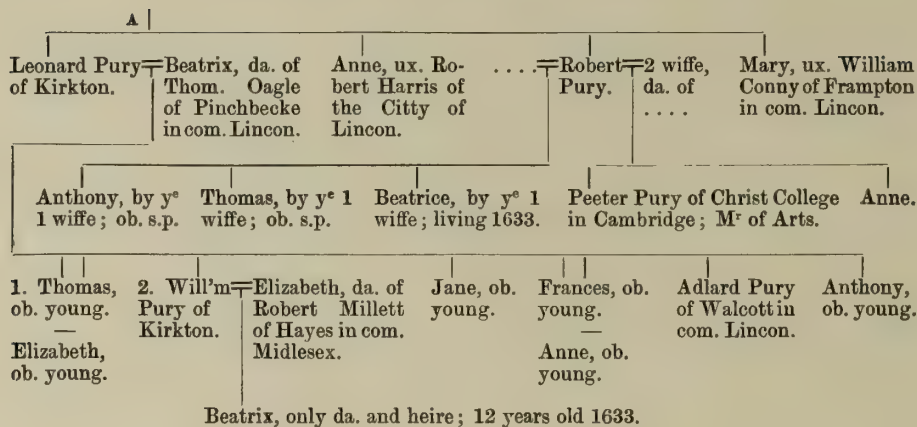 A
Leonard Pury
of Kirkton.
Beatrix, da. of
Thom. Oagle
of Pinchbecke
in com. Lincon.
Anne, ux. Ro-
bert Harris of
the Citty of
Lincon.
. . . .
Robert
Pury.
2 wiffe,
da. of
. . . .
Mary, ux. William
Conny of Frampton
in com. Lincon.
Anthony, by yᵉ
1 wiffe; ob. s.p.
Thomas, by yᵉ 1
wiffe; ob. s.p.
Beatrice, by yᵉ 1
wiffe; living 1633.
Peeter Pury of Christ College
in Cambridge; Mʳ of Arts.
Anne.
1. Thomas,
ob. young.
—
Elizabeth,
ob. young.
2. Will'm
Pury of
Kirkton.
Elizabeth, da. of
Robert Millett
of Hayes in com.
Midlesex.
Jane, ob.
young.
Frances, ob.
young.
—
Anne, ob.
young.
Adlard Pury
of Walcott in
com. Lincon.
Anthony,
ob. young.
Beatrix, only da. and heire; 12 years old 1633.